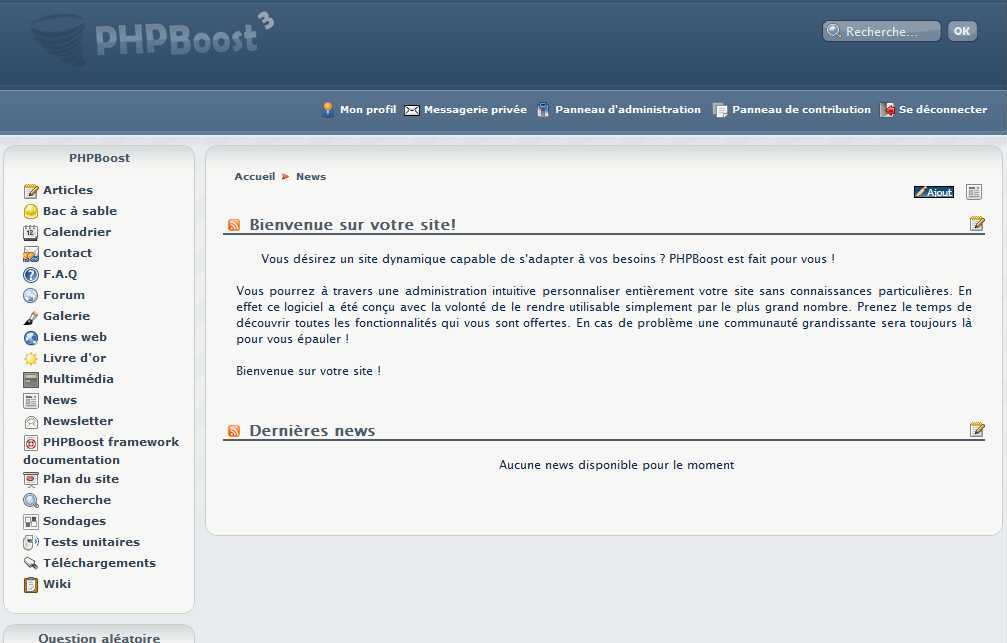 PHPBoost 3
Recherche...
OK
Mon profil Messagerie privée Panneau d'administration Panneau de contribution Se déconnecter
PHPBoost
Articles
Bac à sable
Calendrier
Contact
F.A.Q
Forum
Galerie
Liens web
Livre d'or
Multimédia
News
Newsletter
PHPBoost framework
documentation
Plan du site
Recherche
Sondages
Tests unitaires
Téléchargements
Wiki
Question aléatoire
Accueil News
Ajout
Bienvenue sur votre site!
Vous désirez un site dynamique capable de s'adapter à vos besoins ? PHPBoost est fait pour vous !
Vous pourrez à travers une administration intuitive personnaliser entièrement votre site sans connaissances particulières. En
effet ce logiciel a été conçu avec la volonté de le rendre utilisable simplement par le plus grand nombre. Prenez le temps de
découvrir toutes les fonctionnalités qui vous sont offertes. En cas de problème une communauté grandissante sera toujours là
pour vous épauler !
Bienvenue sur votre site !
Dernières news
Aucune news disponible pour le moment